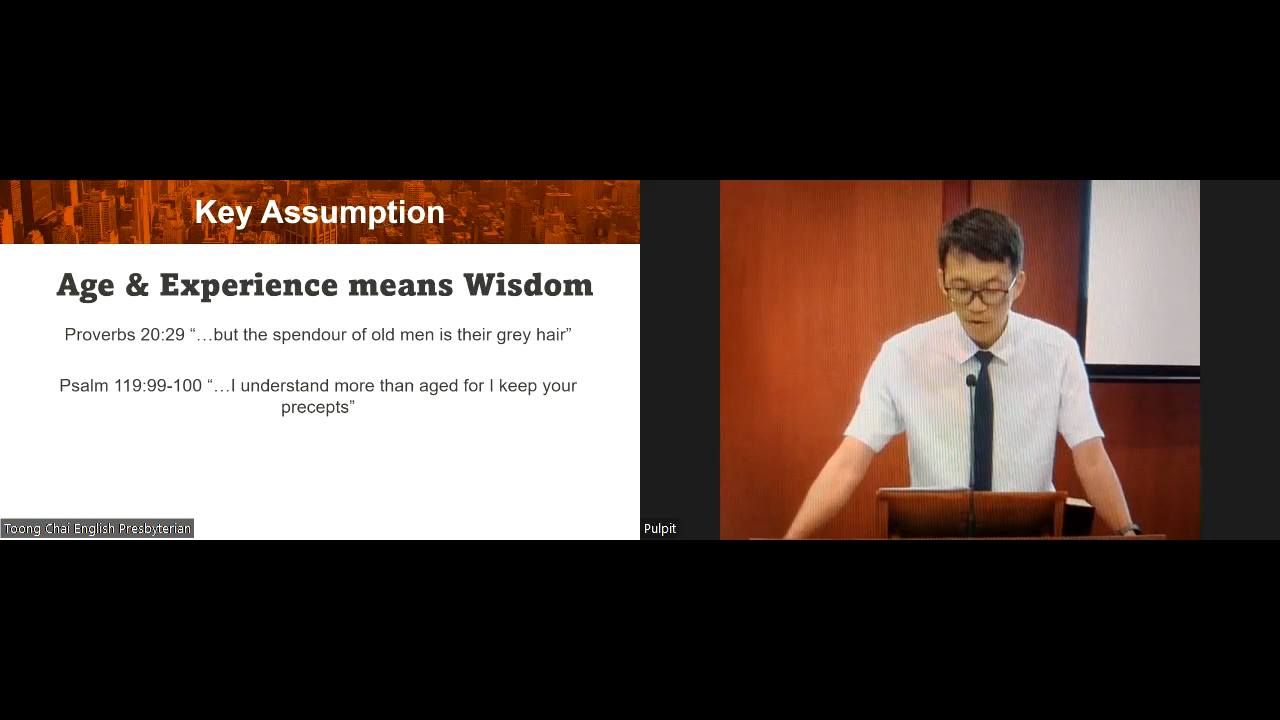 Key Assumption
Age & Experience means Wisdom
Proverbs 20:29 “…but the spendour of old men is their grey hair”
Psalm 119:99-100 “…I understand more than aged for I keep your
precepts”
Toong Chai English Presbyterian
Pulpit